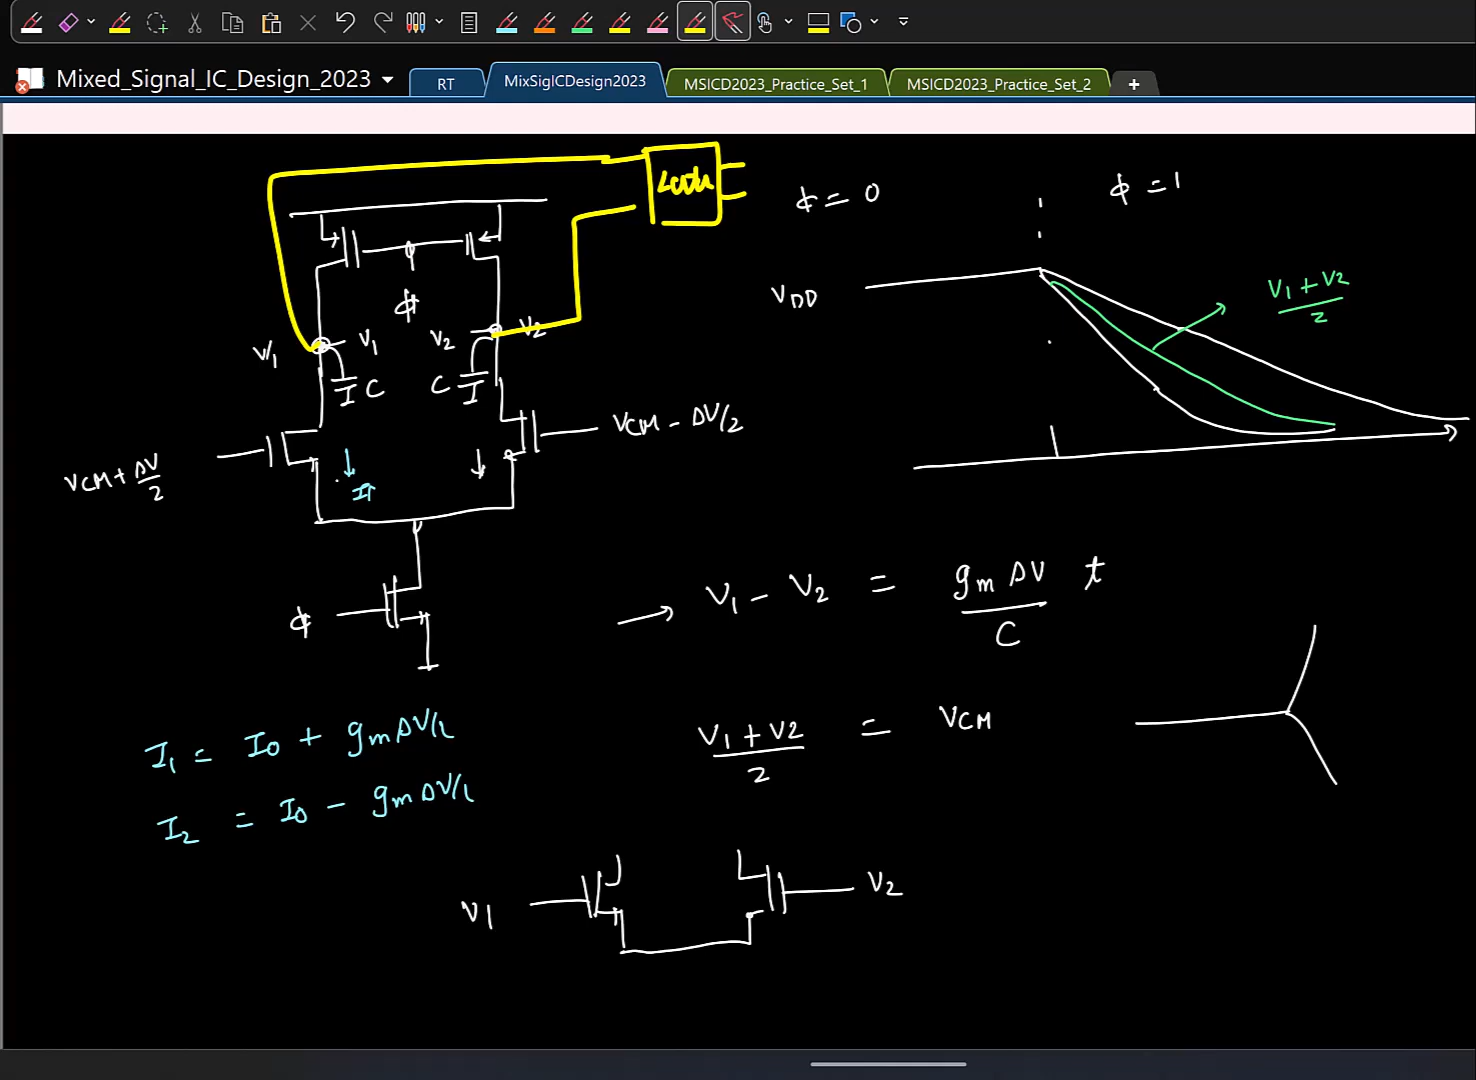 Mixed_Signal_IC_Design_2023
RT
MixSigICDesign2023
MSICD2023_Practice_Set_1
MSICD2023_Practice_Set_2
+
Latch
ϕ = 0
ϕ = 1
VDD
V1 + V2
2
ϕ
V1
V1
V2
V2
C
C
VCM + ΔV
2
VCM - ΔV/2
I1
ϕ
V1 - V2 = gm ΔV t
C
I1 = I0 + gm ΔV/2
I2 = I0 - gm ΔV/2
V1 + V2 = VCM
2
V1
V2